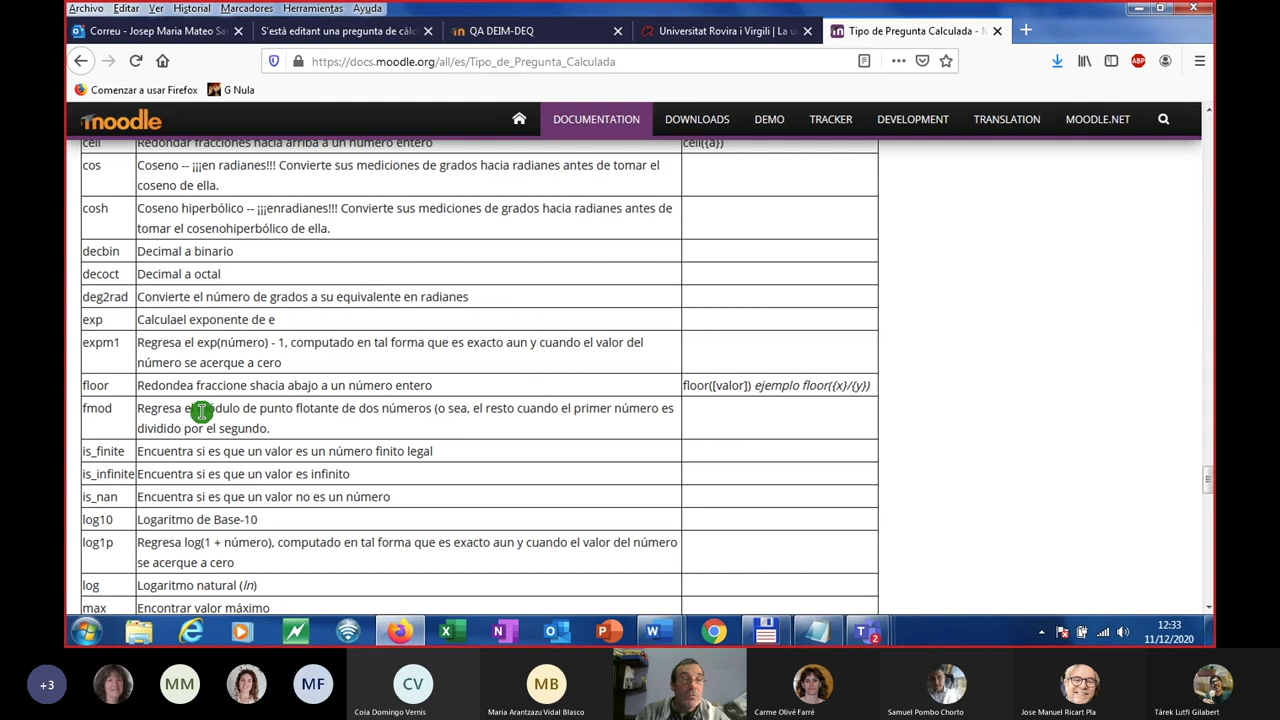 Archivo Editar Ver Historial Marcadores Herramientas Ayuda
Correu - Josep Maria Mateo Sa
S'està editant una pregunta de càlc
QA DEIM-DEQ
Universitat Rovira i Virgili | La u
Tipo de Pregunta Calculada - M
https://docs.moodle.org/all/es/Tipo_de_Pregunta_Calculada
ABP
Comenzar a usar Firefox G Nula
moodle DOCUMENTATION DOWNLOADS DEMO TRACKER DEVELOPMENT TRANSLATION MOODLE.NET
ceil Redondar fracciones hacia arriba a un número entero ceil({a})
cos Coseno -- ¡¡¡en radianes!!! Convierte sus mediciones de grados hacia radianes antes de tomar el
coseno de ella.
cosh Coseno hiperbólico -- ¡¡¡enradianes!!! Convierte sus mediciones de grados hacia radianes antes de
tomar el cosenohiperbólico de ella.
decbin Decimal a binario
decoct Decimal a octal
deg2rad Convierte el número de grados a su equivalente en radianes
exp Calculael exponente de e
expm1 Regresa el exp(número) - 1, computado en tal forma que es exacto aun y cuando el valor del
número se acerque a cero
floor Redondea fraccione shacia abajo a un número entero floor([valor]) ejemplo floor({x}/{y})
fmod Regresa el módulo de punto flotante de dos números (o sea, el resto cuando el primer número es
dividido por el segundo.
is_finite Encuentra si es que un valor es un número finito legal
is_infinite Encuentra si es que un valor es infinito
is_nan Encuentra si es que un valor no es un número
log10 Logaritmo de Base-10
log1p Regresa log(1 + número), computado en tal forma que es exacto aun y cuando el valor del número
se acerque a cero
log Logaritmo natural (ln)
max Encontrar valor máximo
12:33
11/12/2020
+3 MM MF CV MB
Coia Domingo Vernis
Maria Arantzazu Vidal Blasco
Carme Olivé Farré
Samuel Pombo Chorto
Jose Manuel Ricart Pla
Tárek Lutfi Gilabert